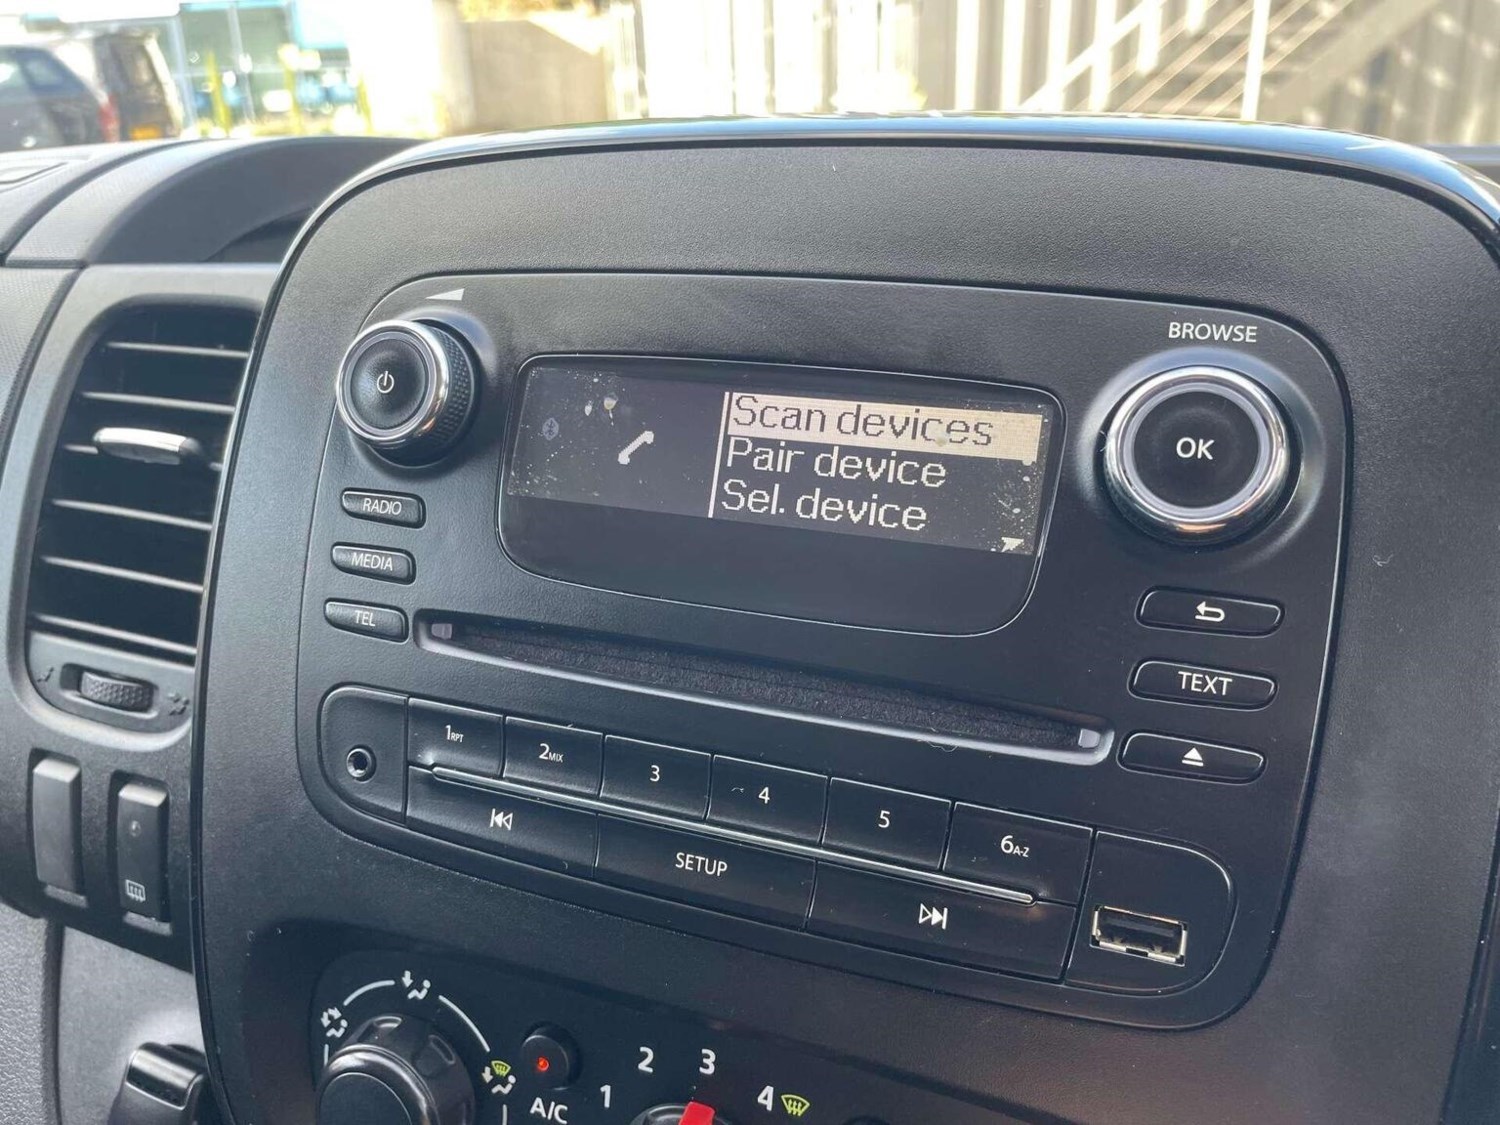 BROWSE
Scan devices
Pair device
Sel. device
OK
RADIO
MEDIA
TEL
TEXT
1RPT
2MIX
3
4
5
6A-Z
SETUP
A/C
1
2
3
4